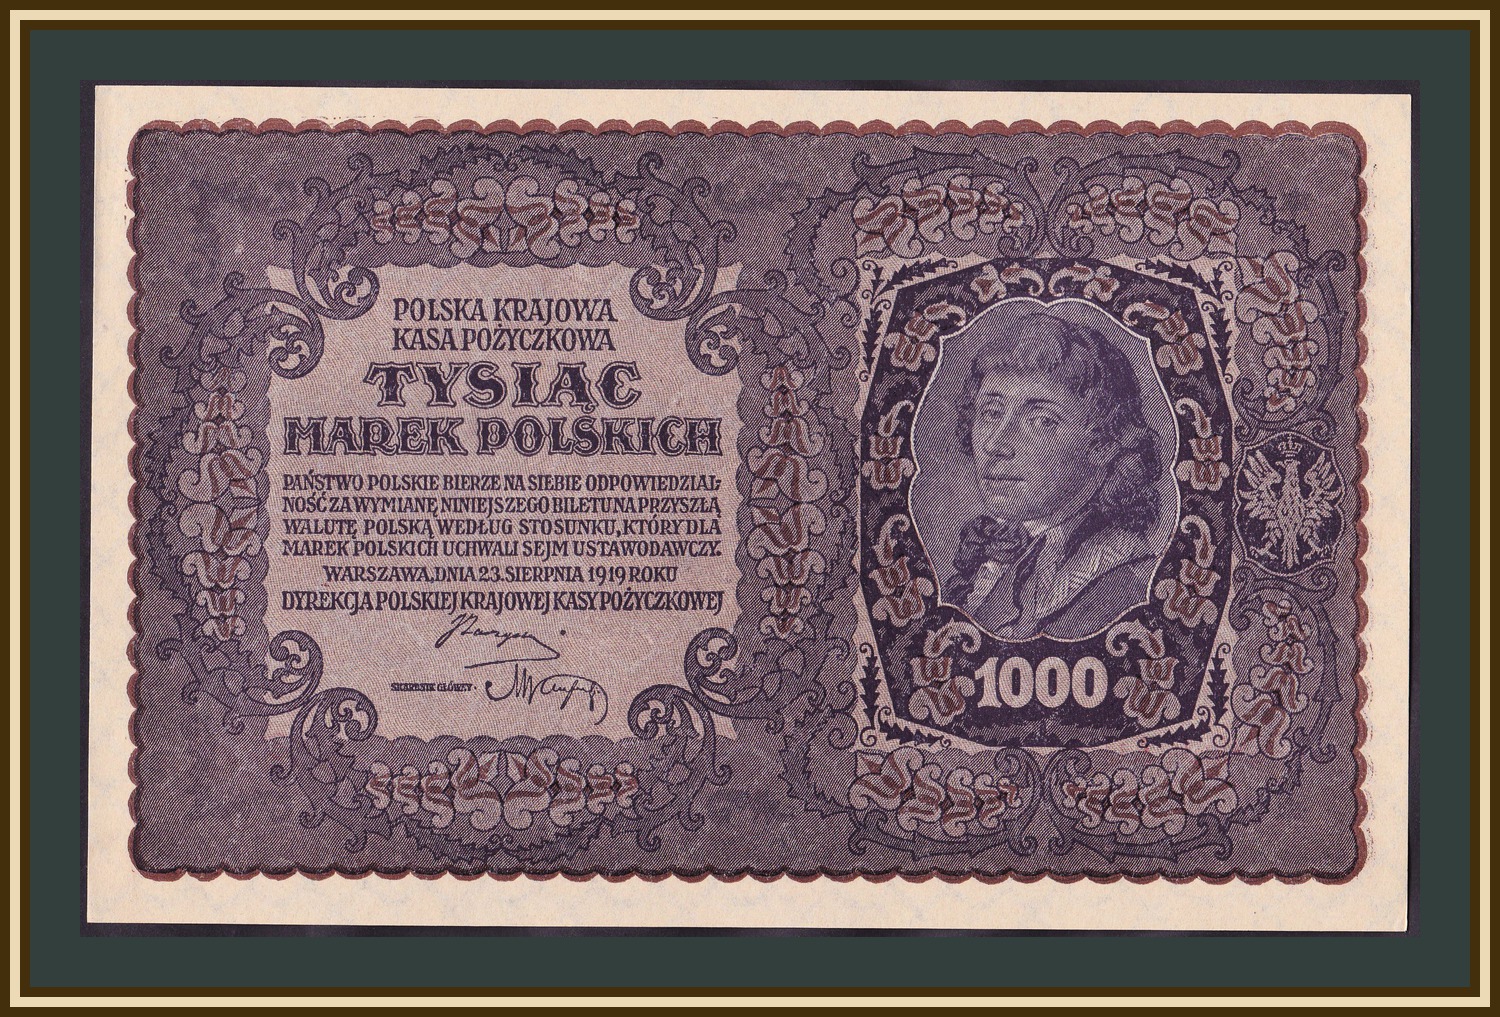 POLSKA KRAJOWA
KASA POŻYCZKOWA
TYSIĄC
MAREK POLSKICH
PAŃSTWO POLSKIE BIERZE NA SIEBIE ODPOWIEDZIAL-
NOŚĆ ZA WYMIANĘ NINIEJSZEGO BILETU NA PRZYSZŁĄ
WALUTĘ POLSKĄ WEDŁUG STOSUNKU, KTÓRY DLA
MAREK POLSKICH UCHWALI SEJM USTAWODAWCZY.
WARSZAWA, DNIA 23. SIERPNIA 1919 ROKU
DYREKCJA POLSKIEJ KRAJOWEJ KASY POŻYCZKOWEJ
SKARBNIK GŁÓWNY.
1000